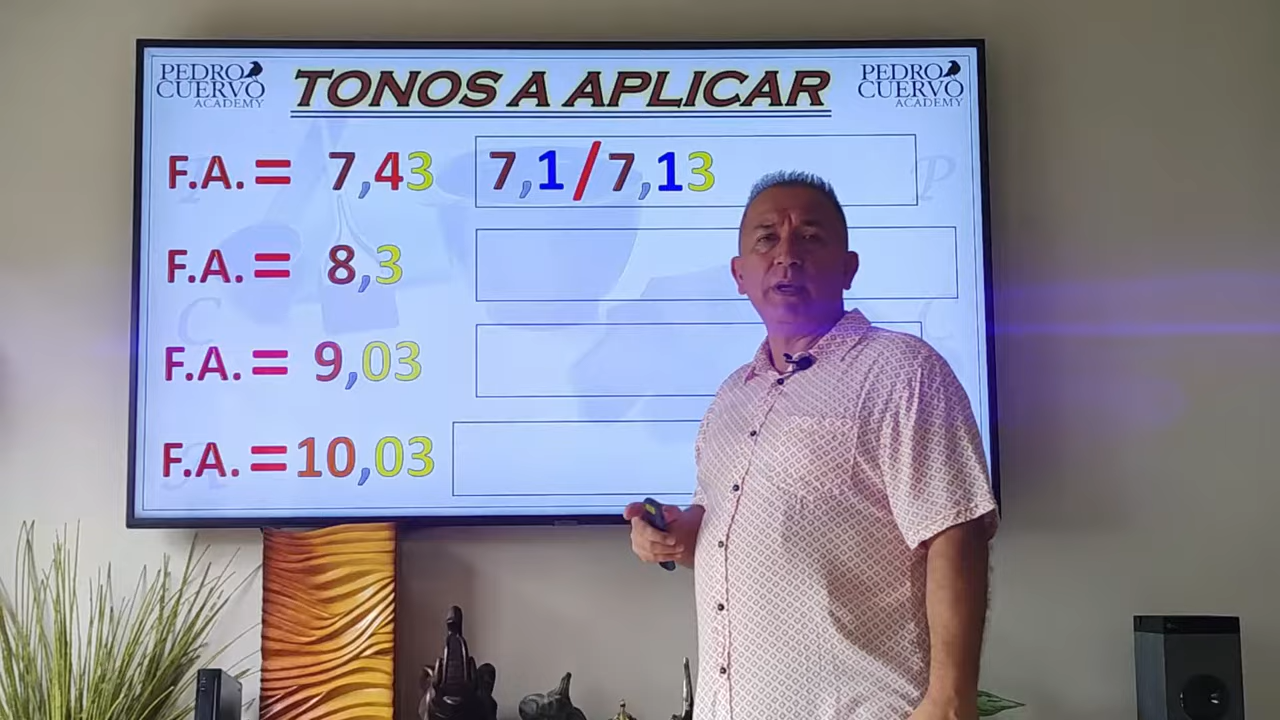 PEDRO
CUERVO
ACADEMY
TONOS A APLICAR
PEDRO
CUERVO
ACADEMY
F.A.= 7,43 7,1/7,13
F.A.= 8,3
F.A.= 9,03
F.A.=10,03